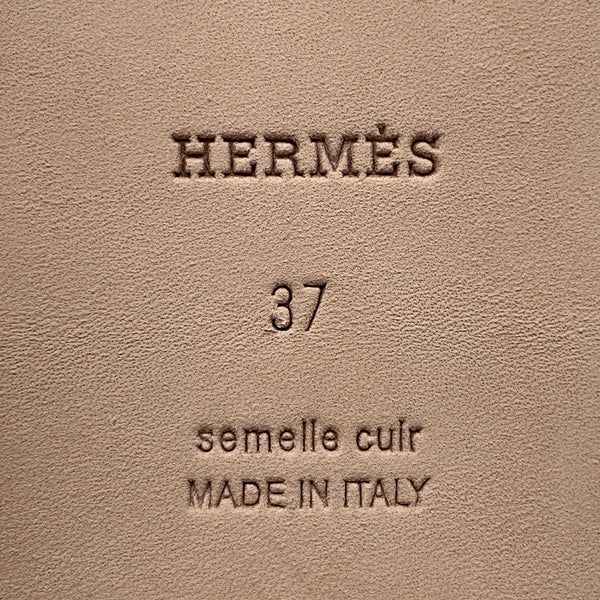 HERMÈS
37
semelle cuir
MADE IN ITALY